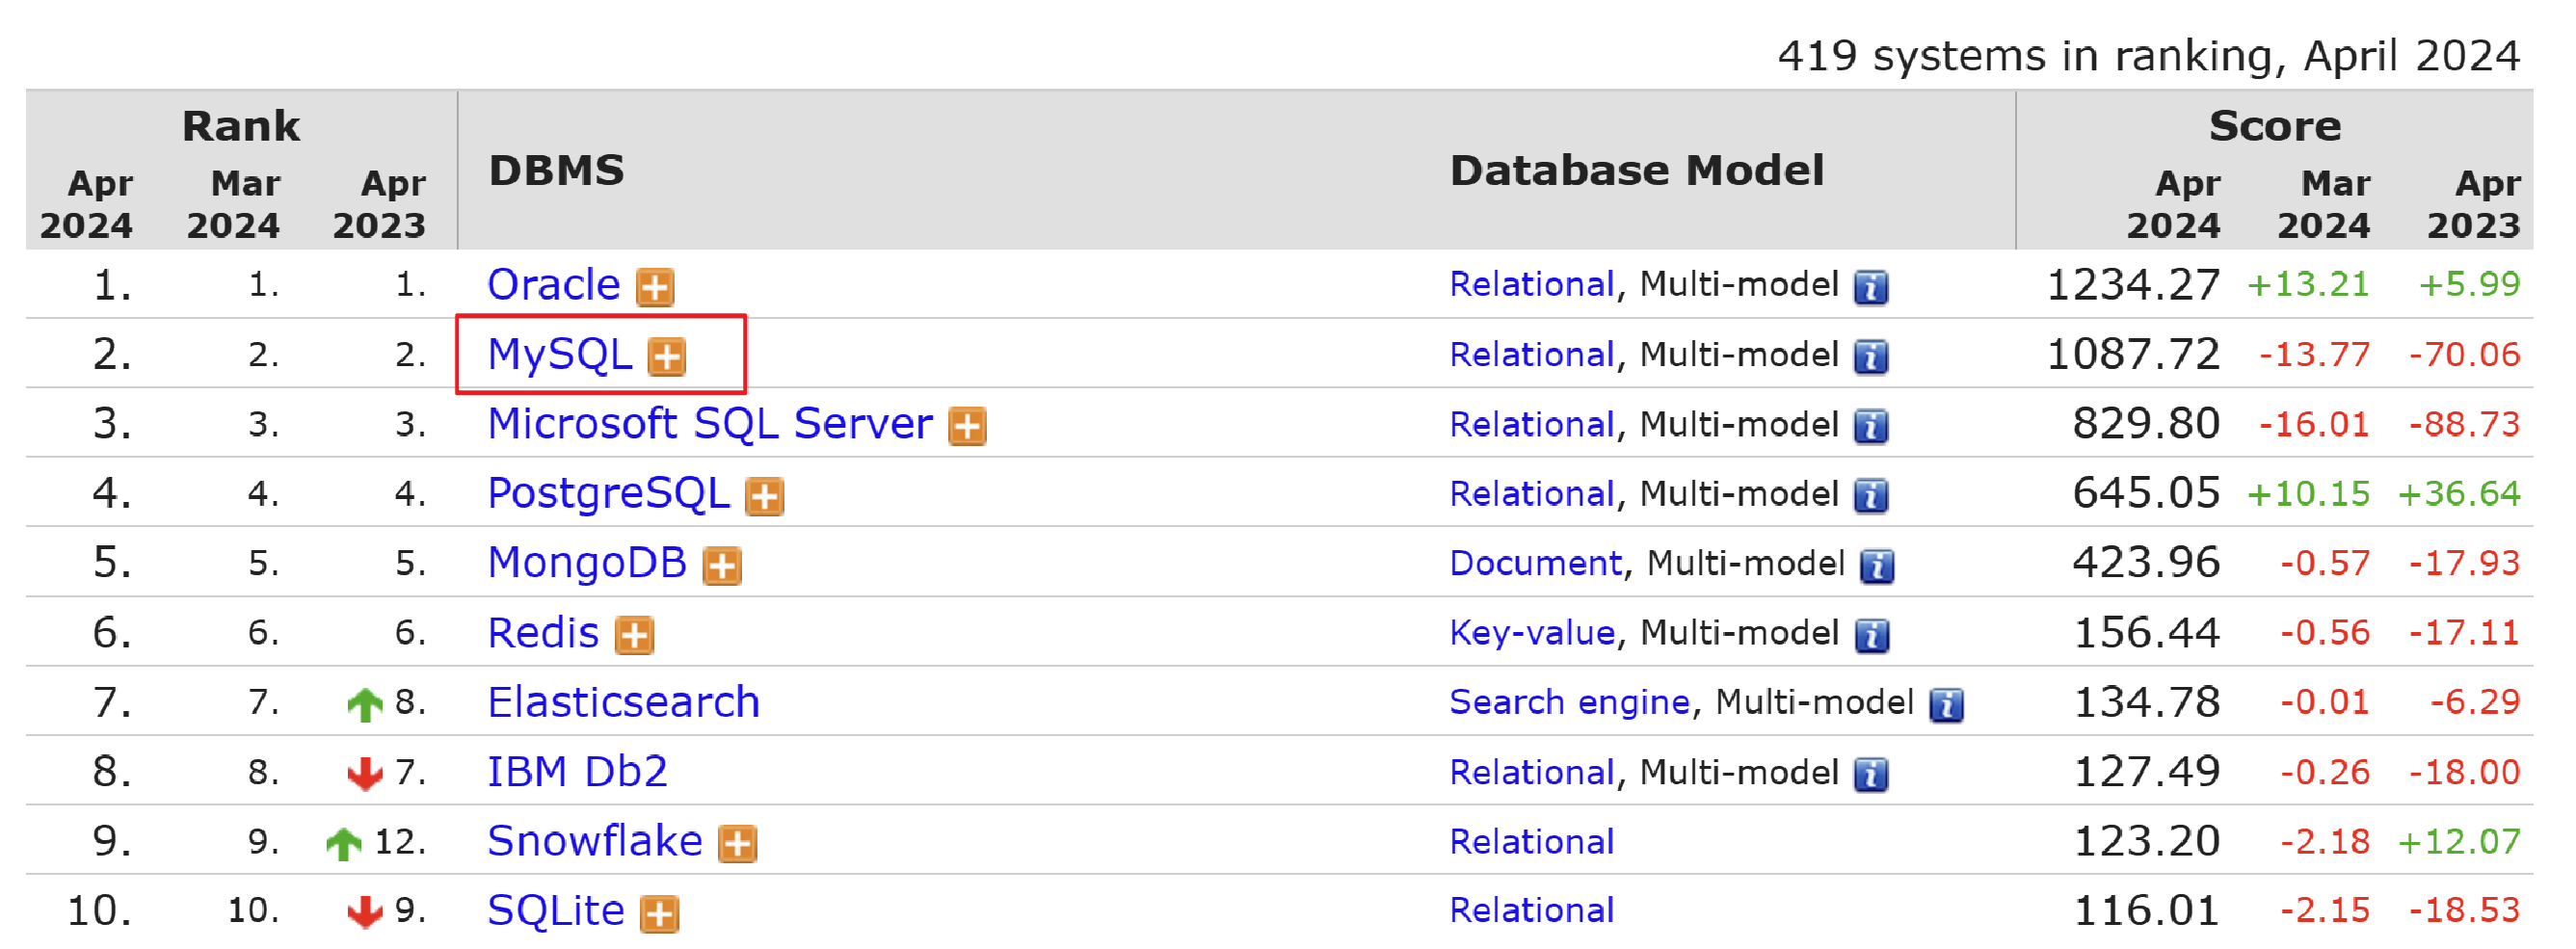 419 systems in ranking, April 2024
Rank DBMS Database Model Score
Apr 2024 Mar 2024 Apr 2023 Apr 2024 Mar 2024 Apr 2023
1. 1. 1. Oracle Relational, Multi-model 1234.27 +13.21 +5.99
2. 2. 2. MySQL Relational, Multi-model 1087.72 -13.77 -70.06
3. 3. 3. Microsoft SQL Server Relational, Multi-model 829.80 -16.01 -88.73
4. 4. 4. PostgreSQL Relational, Multi-model 645.05 +10.15 +36.64
5. 5. 5. MongoDB Document, Multi-model 423.96 -0.57 -17.93
6. 6. 6. Redis Key-value, Multi-model 156.44 -0.56 -17.11
7. 7. 8. Elasticsearch Search engine, Multi-model 134.78 -0.01 -6.29
8. 8. 7. IBM Db2 Relational, Multi-model 127.49 -0.26 -18.00
9. 9. 12. Snowflake Relational 123.20 -2.18 +12.07
10. 10. 9. SQLite Relational 116.01 -2.15 -18.53